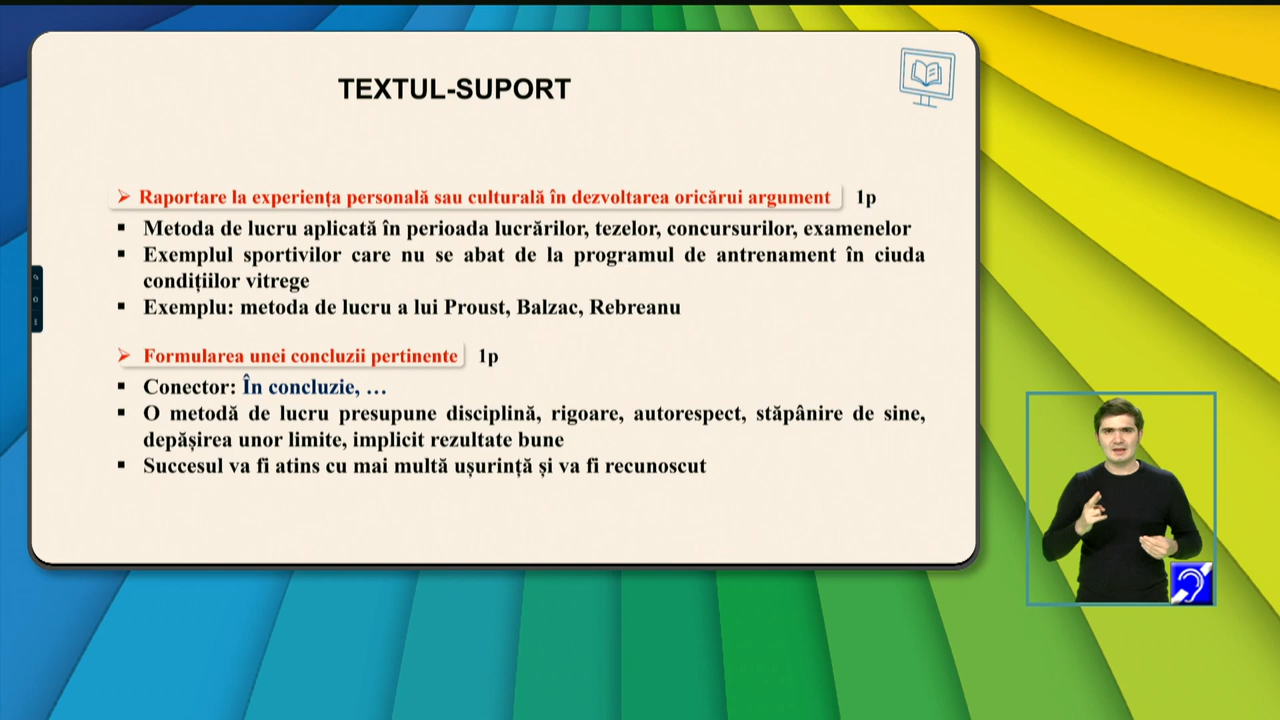 TEXTUL-SUPORT
➢ Raportare la experiența personală sau culturală în dezvoltarea oricărui argument 1p
▪ Metoda de lucru aplicată în perioada lucrărilor, tezelor, concursurilor, examenelor
▪ Exemplul sportivilor care nu se abat de la programul de antrenament în ciuda
condițiilor vitrege
▪ Exemplu: metoda de lucru a lui Proust, Balzac, Rebreanu
➢ Formularea unei concluzii pertinente 1p
▪ Conector: În concluzie, …
▪ O metodă de lucru presupune disciplină, rigoare, autorespect, stăpânire de sine,
depășirea unor limite, implicit rezultate bune
▪ Succesul va fi atins cu mai multă ușurință și va fi recunoscut